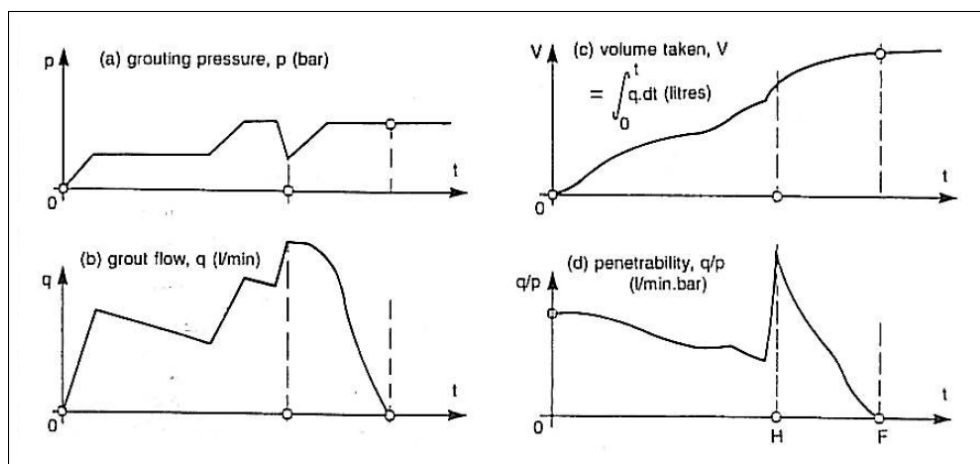 p
(a) grouting pressure, p (bar)
t
0
V
(c) volume taken, V
= ∫0t q.dt (litres)
t
0
(b) grout flow, q (l/min)
q
t
0
(d) penetrability, q/p
(l/min.bar)
q/p
t
0
H
F